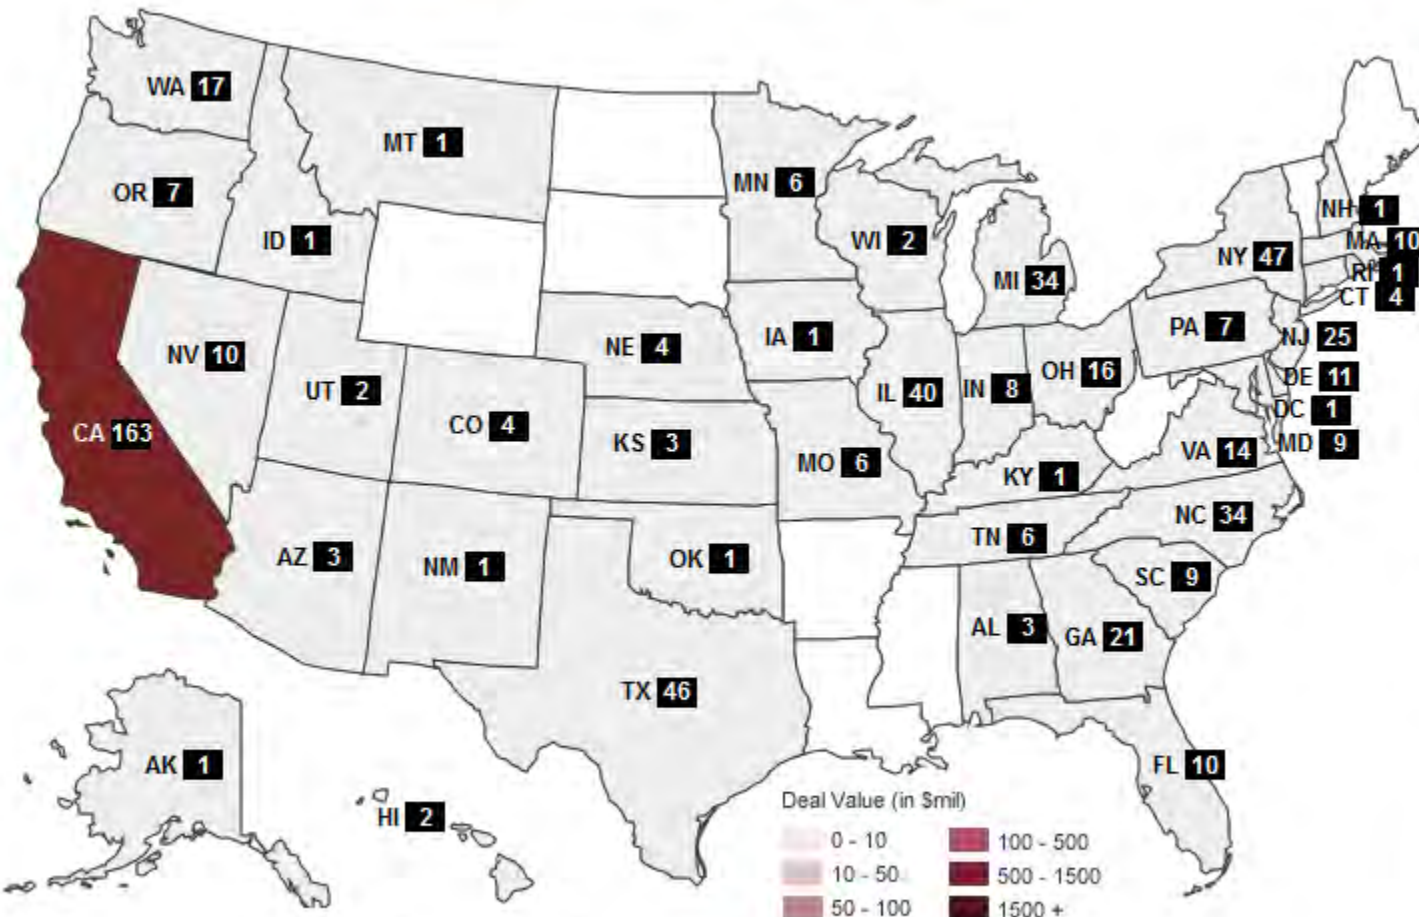 WA 17
MT 1
OR 7
MN 6
NH 1
ID 1
WI 2
MA 10
NY 47
RI 1
MI 34
CT 4
PA 7
NJ 25
IA 1
NE 4
NV 10
OH 16
DE 11
UT 2
IL 40
IN 8
DC 1
CO 4
CA 163
KS 3
MD 9
VA 14
MO 6
KY 1
NC 34
TN 6
AZ 3
OK 1
NM 1
SC 9
AL 3
GA 21
TX 46
AK 1
FL 10
HI 2
Deal Value (in $mil)
0 - 10
10 - 50
50 - 100
100 - 500
500 - 1500
1500 +